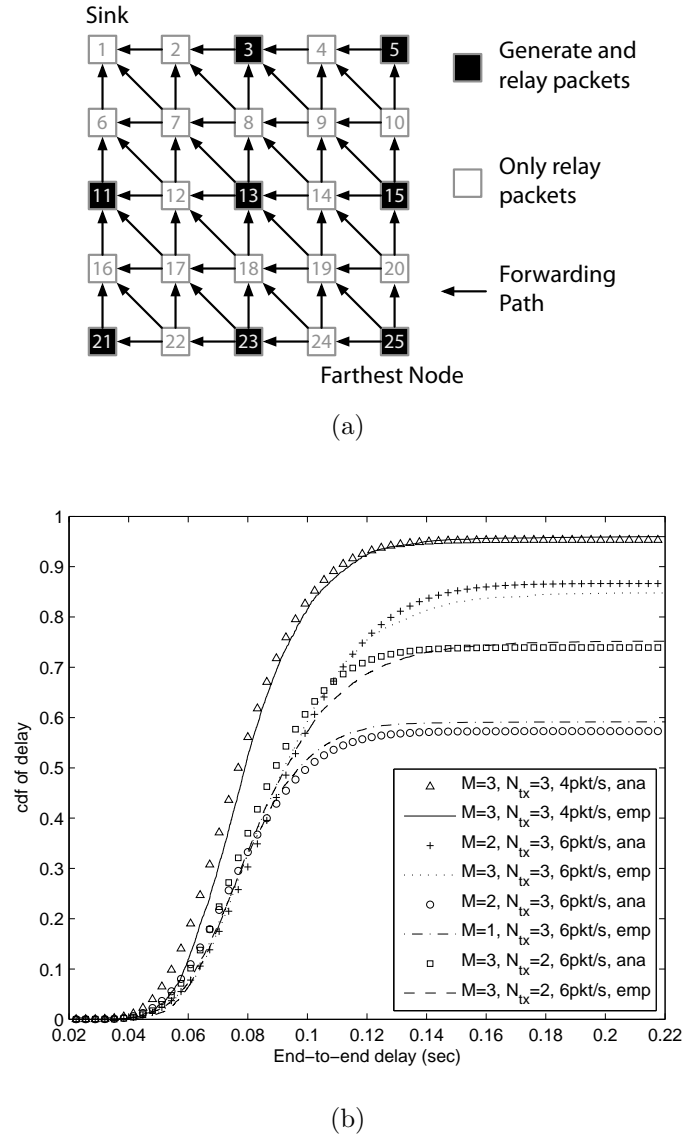 Sink
1 2 3 4 5
6 7 8 9 10
11 12 13 14 15
16 17 18 19 20
21 22 23 24 25
Farthest Node
Generate and
relay packets
Only relay
packets
Forwarding
Path
(a)
cdf of delay
1
0.9
0.8
0.7
0.6
0.5
0.4
0.3
0.2
0.1
0
M=3, N_tx=3, 4pkt/s, ana
M=3, N_tx=3, 4pkt/s, emp
M=2, N_tx=3, 6pkt/s, ana
M=3, N_tx=3, 6pkt/s, emp
M=2, N_tx=3, 6pkt/s, ana
M=1, N_tx=3, 6pkt/s, emp
M=3, N_tx=2, 6pkt/s, ana
M=3, N_tx=2, 6pkt/s, emp
0.02 0.04 0.06 0.08 0.1 0.12 0.14 0.16 0.18 0.2 0.22
End−to−end delay (sec)
(b)